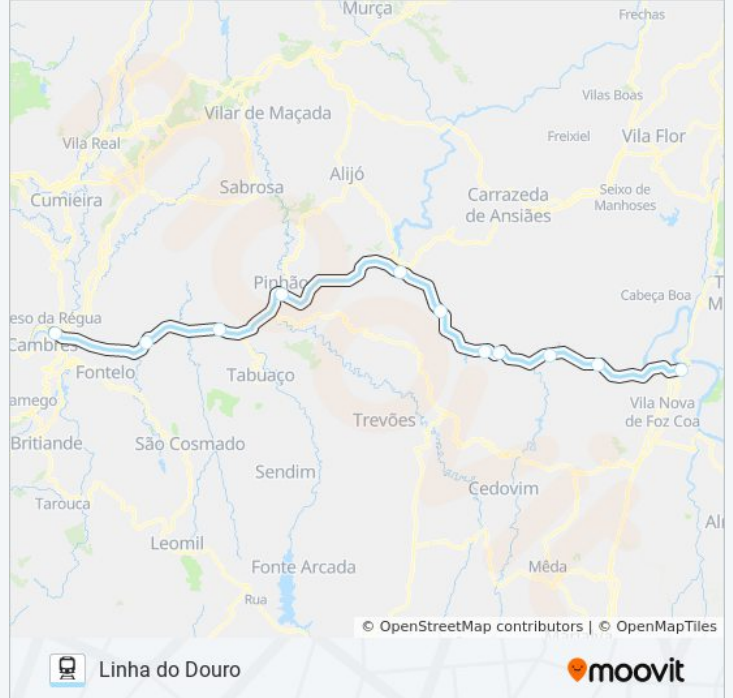 Murça
Frechas
Vilas Boas
Vilar de Maçada
Freixiel
Vila Flor
Vila Real
Alijó
Sabrosa
Carrazeda
de Ansiães
Seixo de
Manhoses
Cumieira
Pinhão
Cabeça Boa
eso da Régua
Cambres
Fontelo
Tabuaço
amego
Vila Nova
de Foz Coa
Trevões
Britiande
São Cosmado
Sendim
Cedovim
Tarouca
Leomil
Fonte Arcada
Mêda
Rua
© OpenStreetMap contributors | © OpenMapTiles
Linha do Douro
moovit